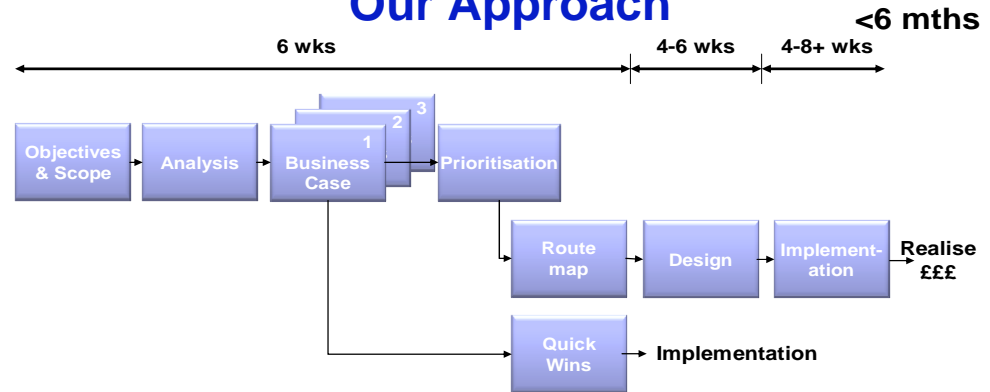 Our Approach
<6 mths
6 wks
4-6 wks
4-8+ wks
3
2
1
Objectives
& Scope
Analysis
Business
Case
Prioritisation
Route
map
Design
Implement-
ation
Realise
£££
Quick
Wins
Implementation